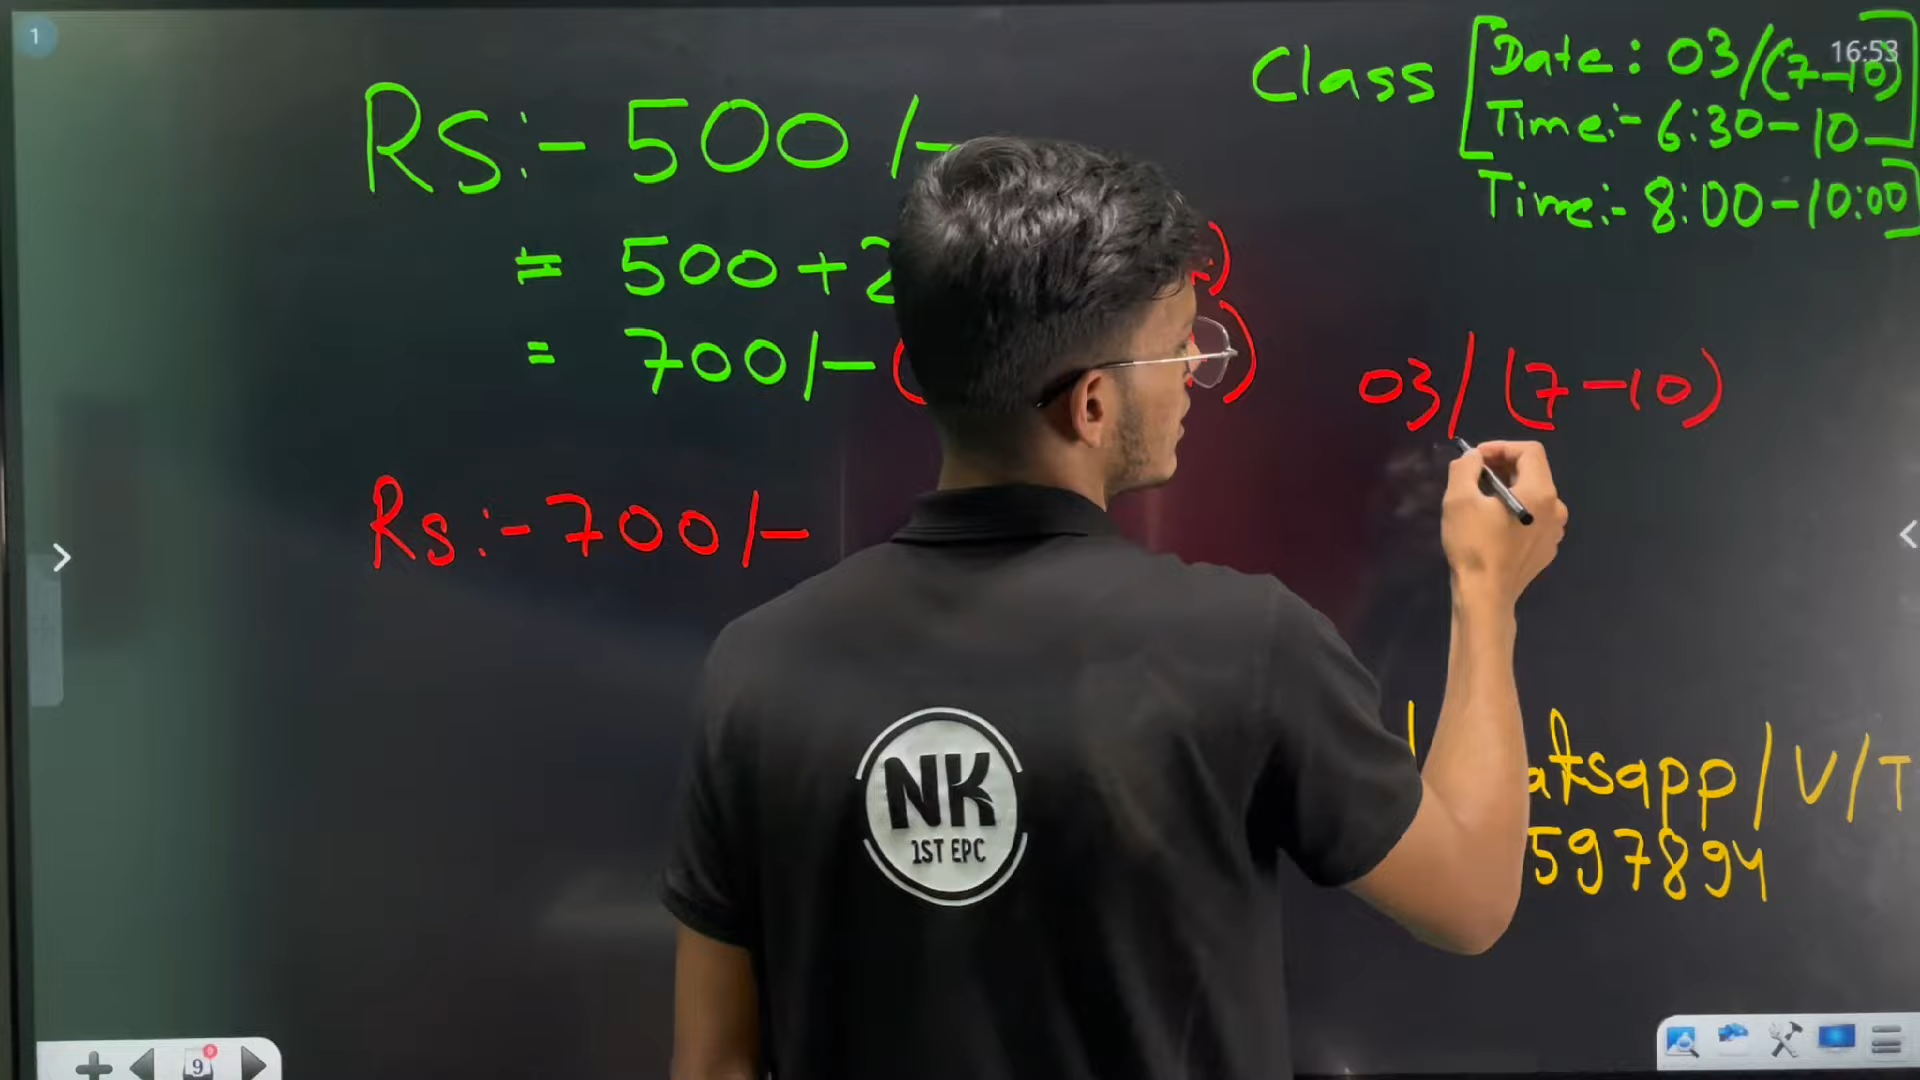 1
16:53
Class
Date: 03/(7-10)
Time:- 6:30-10
Time:- 8:00-10:00
RS:- 500/-
= 500+2
= 700/-(
)
03/(7-10)
Rs:-700/-
NK
1ST EPC
atsapp/V/T
597894
9